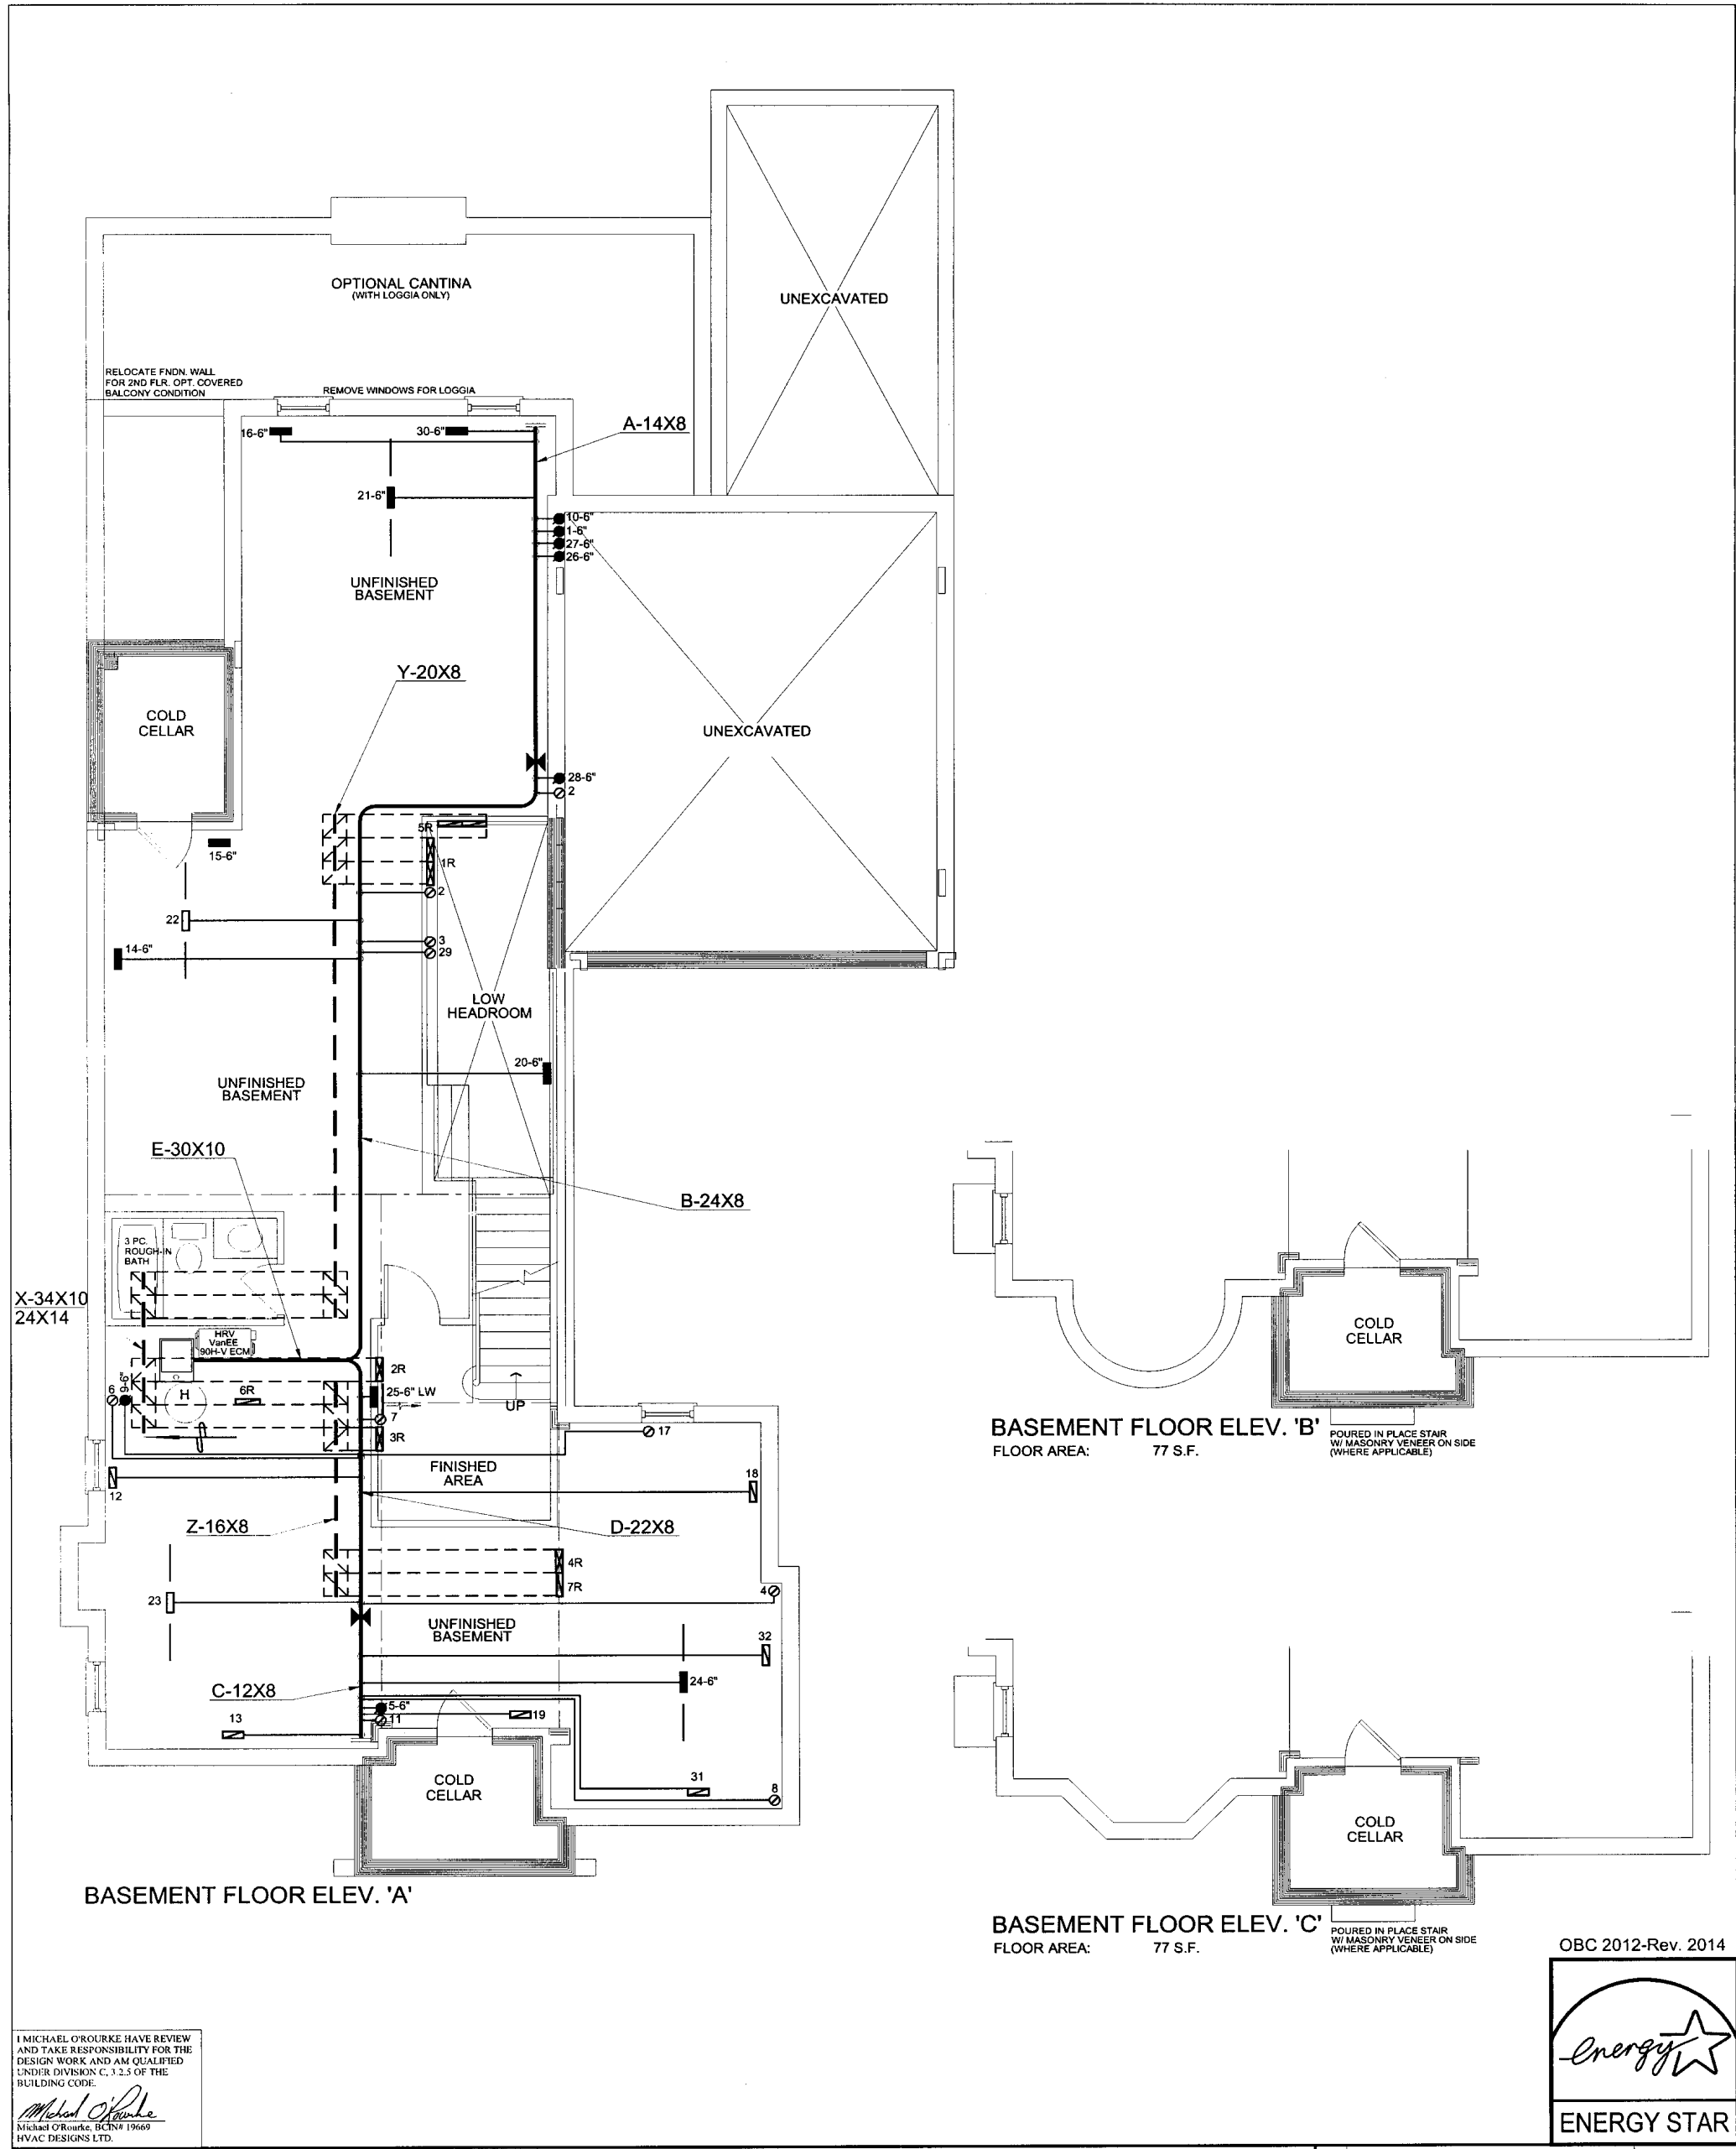 OPTIONAL CANTINA
(WITH LOGGIA ONLY)
UNEXCAVATED
RELOCATE FNDN. WALL
FOR 2ND FLR. OPT. COVERED
BALCONY CONDITION
REMOVE WINDOWS FOR LOGGIA
A-14X8
16-6"
30-6"
21-6"
10-6"
1-6"
27-6"
26-6"
UNFINISHED
BASEMENT
Y-20X8
COLD
CELLAR
UNEXCAVATED
28-6"
2
5R
15-6"
1R
2
22
3
14-6"
29
LOW
HEADROOM
20-6"
UNFINISHED
BASEMENT
E-30X10
B-24X8
3 PC.
ROUGH-IN
BATH
X-34X10
24X14
HRV
VanEE
90H-V ECM
2R
6
9-6"
H
6R
25-6" LW
UP
7
17
3R
FINISHED
AREA
18
12
Z-16X8
D-22X8
4R
7R
4
23
UNFINISHED
BASEMENT
32
24-6"
C-12X8
5-6"
13
19
11
31
8
COLD
CELLAR
BASEMENT FLOOR ELEV. 'A'
COLD
CELLAR
BASEMENT FLOOR ELEV. 'B'
FLOOR AREA: 77 S.F.
POURED IN PLACE STAIR
W/ MASONRY VENEER ON SIDE
(WHERE APPLICABLE)
COLD
CELLAR
BASEMENT FLOOR ELEV. 'C'
FLOOR AREA: 77 S.F.
POURED IN PLACE STAIR
W/ MASONRY VENEER ON SIDE
(WHERE APPLICABLE)
OBC 2012-Rev. 2014
energy
ENERGY STAR
I MICHAEL O'ROURKE HAVE REVIEW
AND TAKE RESPONSIBILITY FOR THE
DESIGN WORK AND AM QUALIFIED
UNDER DIVISION C, 3.2.5 OF THE
BUILDING CODE.
Michael O'Rourke
Michael O'Rourke, BCIN# 19669
HVAC DESIGNS LTD.